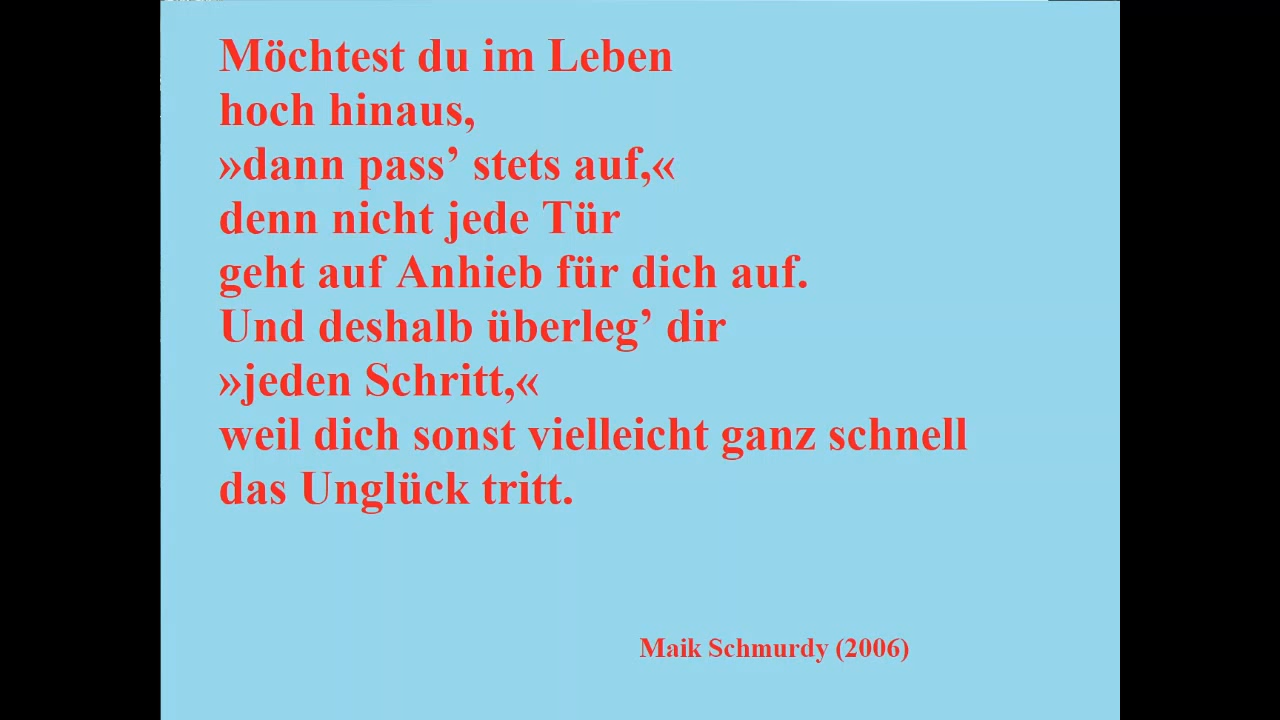 Möchtest du im Leben
hoch hinaus,
»dann pass’ stets auf,«
denn nicht jede Tür
geht auf Anhieb für dich auf.
Und deshalb überleg’ dir
»jeden Schritt,«
weil dich sonst vielleicht ganz schnell
das Unglück tritt.
Maik Schmurdy (2006)